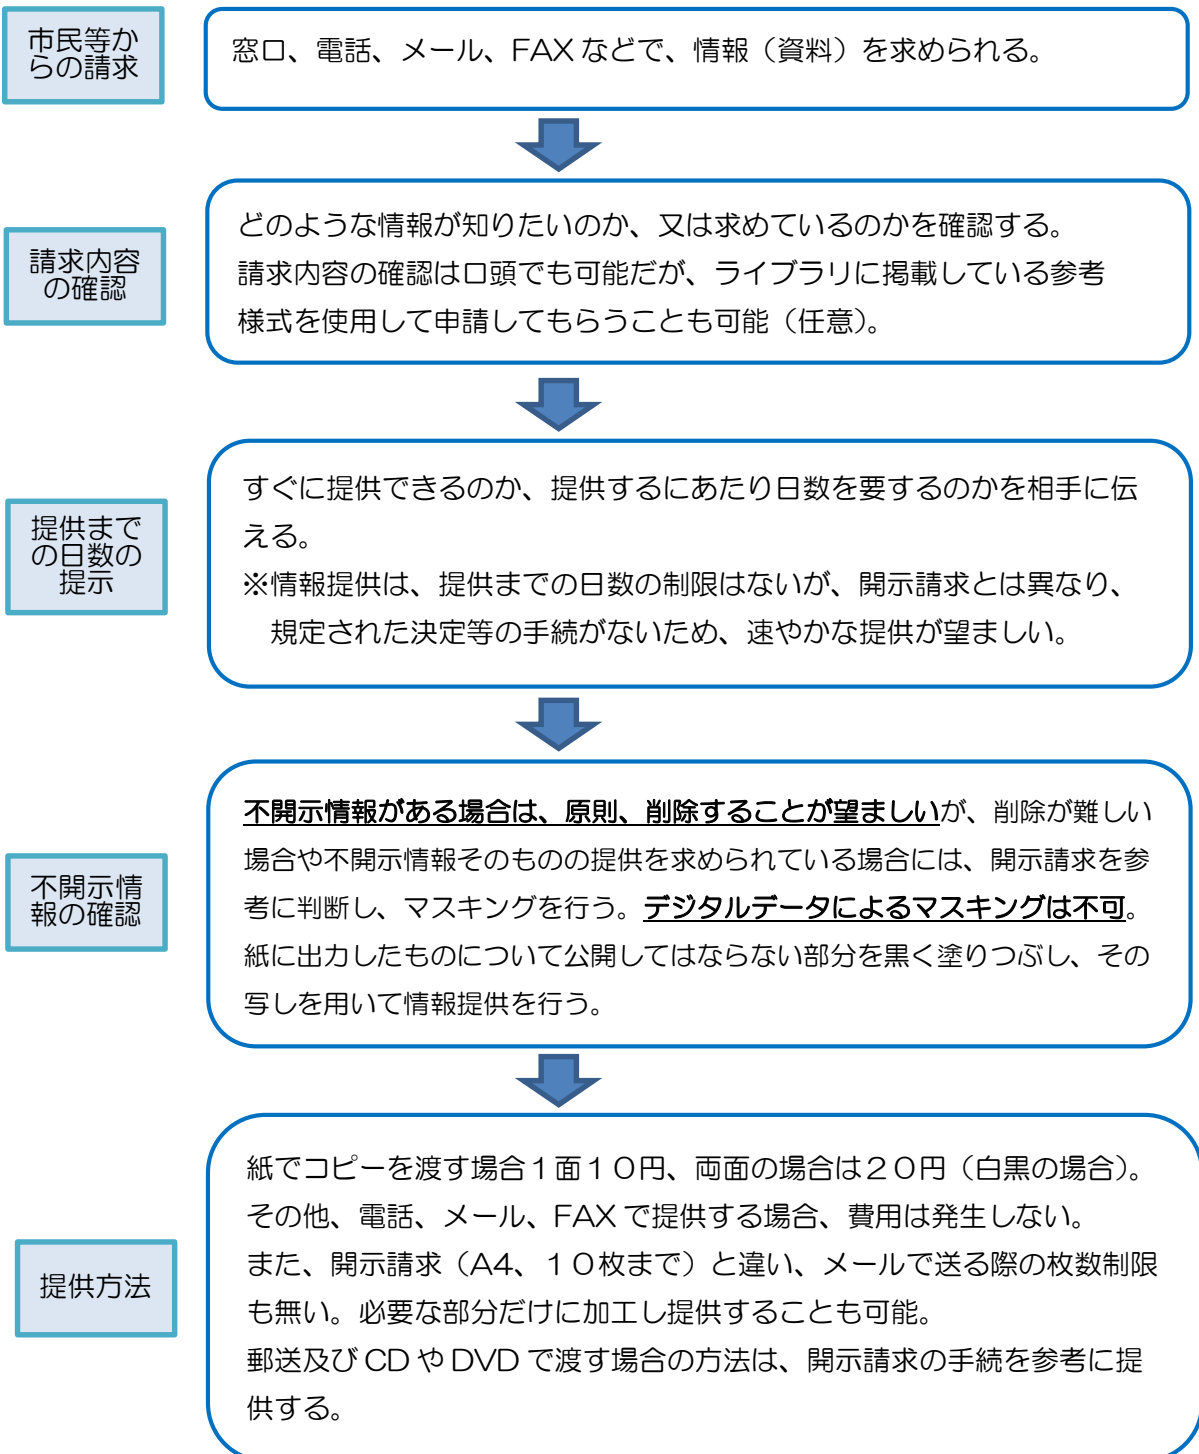 市民等か
らの請求
窓口、電話、メール、FAXなどで、情報（資料）を求められる。
請求内容
の確認
どのような情報が知りたいのか、又は求めているのかを確認する。
請求内容の確認は口頭でも可能だが、ライブラリに掲載している参考
様式を使用して申請してもらうことも可能（任意）。
提供まで
の日数の
提示
すぐに提供できるのか、提供するにあたり日数を要するのかを相手に伝
える。
※情報提供は、提供までの日数の制限はないが、開示請求とは異なり、
規定された決定等の手続がないため、速やかな提供が望ましい。
不開示情
報の確認
不開示情報がある場合は、原則、削除することが望ましいが、削除が難しい
場合や不開示情報そのものの提供を求められている場合には、開示請求を参
考に判断し、マスキングを行う。デジタルデータによるマスキングは不可。
紙に出力したものについて公開してはならない部分を黒く塗りつぶし、その
写しを用いて情報提供を行う。
提供方法
紙でコピーを渡す場合１面１０円、両面の場合は２０円（白黒の場合）。
その他、電話、メール、FAXで提供する場合、費用は発生しない。
また、開示請求（A4、１０枚まで）と違い、メールで送る際の枚数制限
も無い。必要な部分だけに加工し提供することも可能。
郵送及びCDやDVDで渡す場合の方法は、開示請求の手続を参考に提
供する。